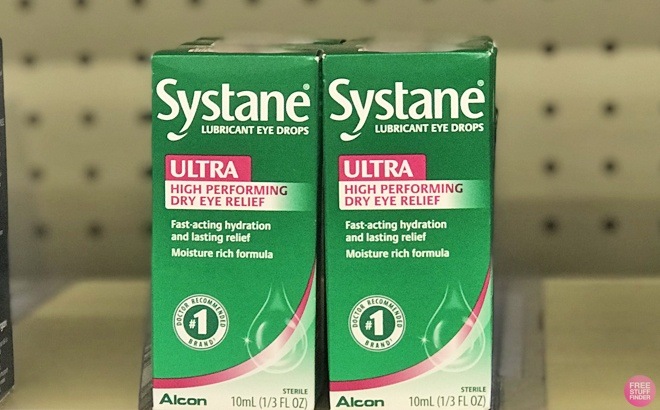 Systane®
LUBRICANT EYE DROPS
ULTRA
HIGH PERFORMING
DRY EYE RELIEF
Fast-acting hydration
and lasting relief
Moisture rich formula
DOCTOR RECOMMENDED
#1
BRAND
STERILE
Alcon
10mL (1/3 FL OZ)
Systane®
LUBRICANT EYE DROPS
ULTRA
HIGH PERFORMING
DRY EYE RELIEF
Fast-acting hydration
and lasting relief
Moisture rich formula
DOCTOR RECOMMENDED
#1
BRAND
STERILE
Alcon
10mL (1/3 FL OZ)
FREE
STUFF
FINDER